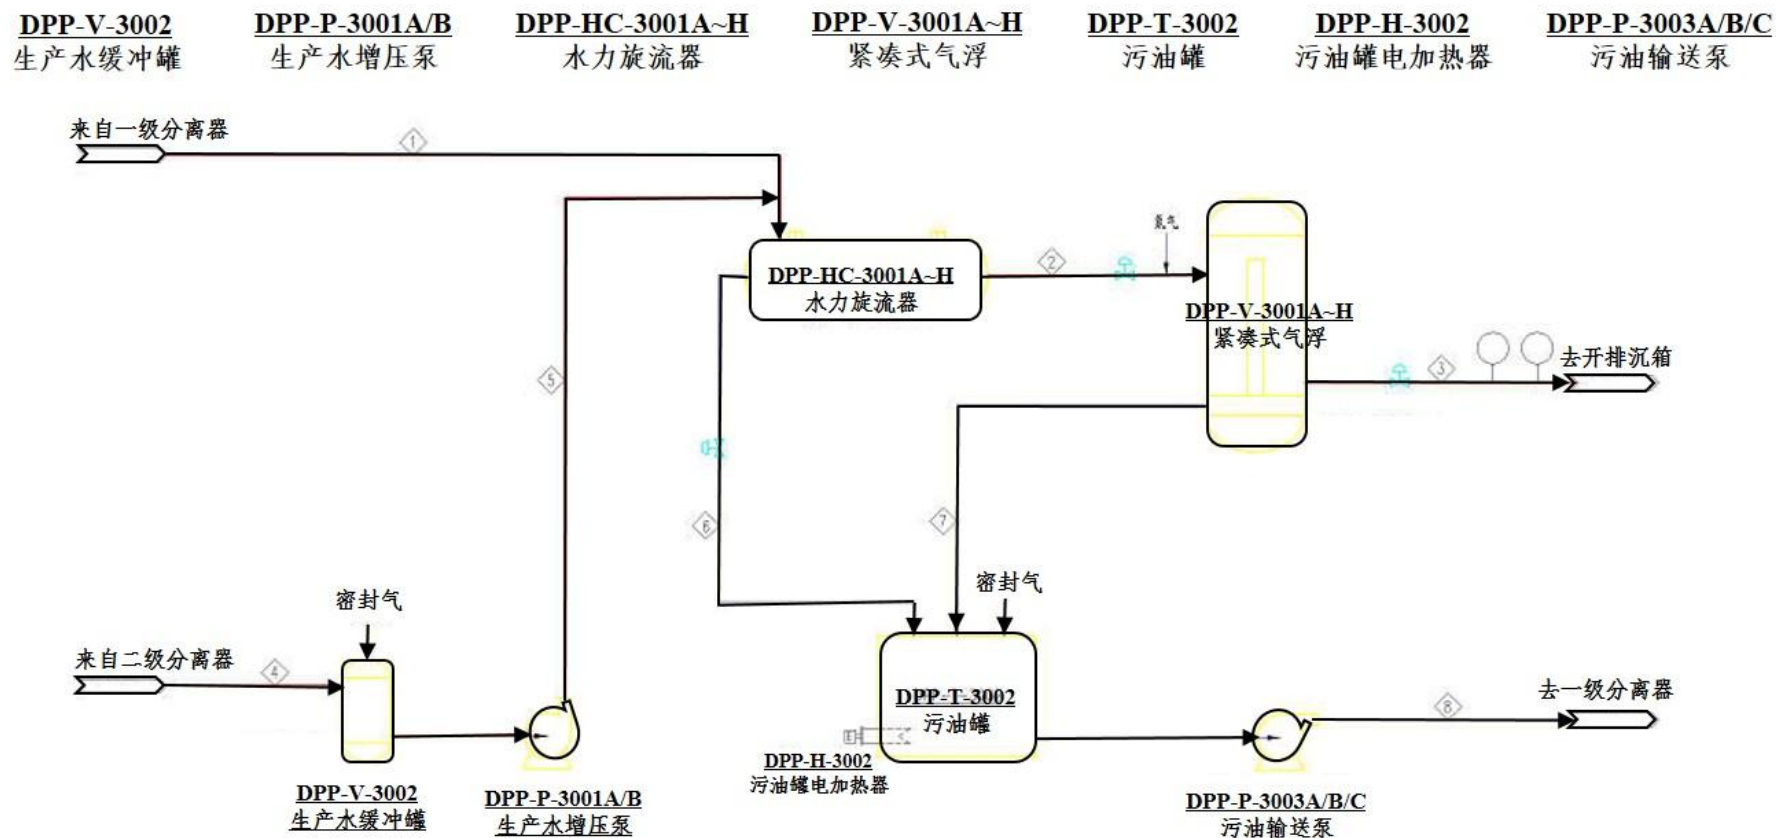 DPP-V-3002
生产水缓冲罐
DPP-P-3001A/B
生产水增压泵
DPP-HC-3001A~H
水力旋流器
DPP-V-3001A~H
紧凑式气浮
DPP-T-3002
污油罐
DPP-H-3002
污油罐电加热器
DPP-P-3003A/B/C
污油输送泵
来自一级分离器
1
DPP-HC-3001A~H
水力旋流器
2
氮气
DPP-V-3001A~H
紧凑式气浮
3
去开排沉箱
5
6
7
密封气
来自二级分离器
4
DPP-V-3002
生产水缓冲罐
DPP-P-3001A/B
生产水增压泵
密封气
DPP-T-3002
污油罐
E
DPP-H-3002
污油罐电加热器
DPP-P-3003A/B/C
污油输送泵
8
去一级分离器